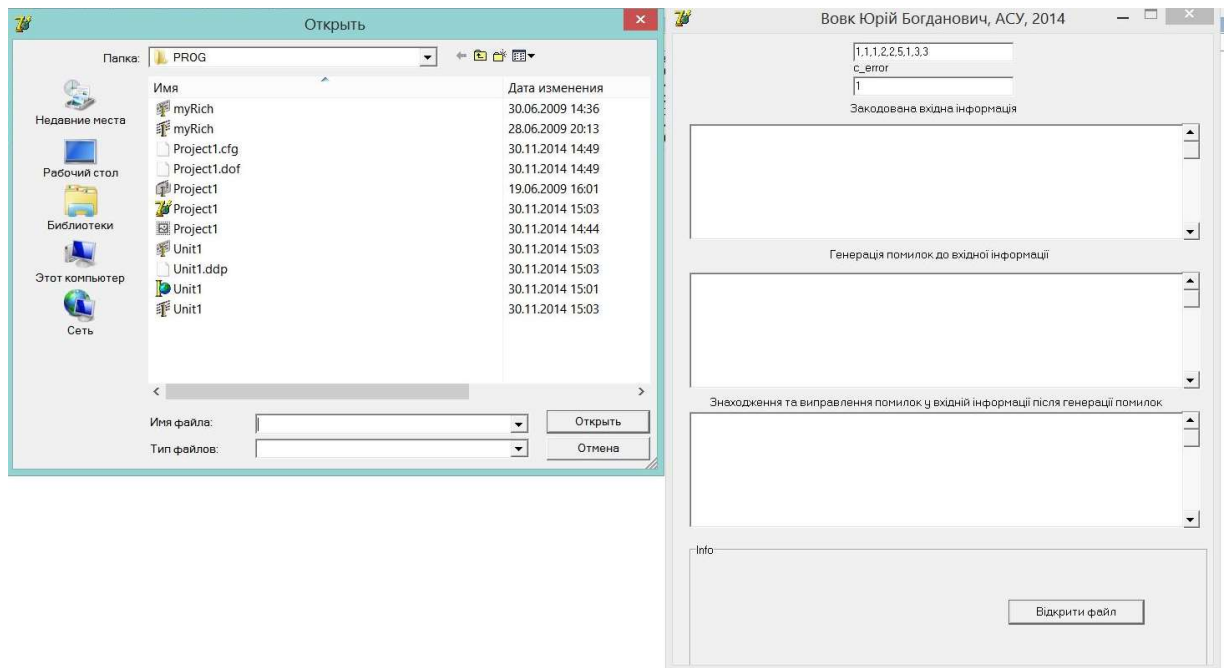 Открыть
Папка: PROG
Имя Дата изменения
myRich 30.06.2009 14:36
myRich 28.06.2009 20:13
Project1.cfg 30.11.2014 14:49
Project1.dof 30.11.2014 14:49
Project1 19.06.2009 16:01
Project1 30.11.2014 15:03
Project1 30.11.2014 14:44
Unit1 30.11.2014 15:03
Unit1.ddp 30.11.2014 15:03
Unit1 30.11.2014 15:01
Unit1 30.11.2014 15:03
Недавние места
Рабочий стол
Библиотеки
Этот компьютер
Сеть
Имя файла: Открыть
Тип файлов: Отмена
Вовк Юрій Богданович, АСУ, 2014
1,1,1,2,2,5,1,3,3
c_error
1
Закодована вхідна інформація
Генерація помилок до вхідної інформації
Знаходження та виправлення помилок у вхідній інформації після генерації помилок
Info
Відкрити файл